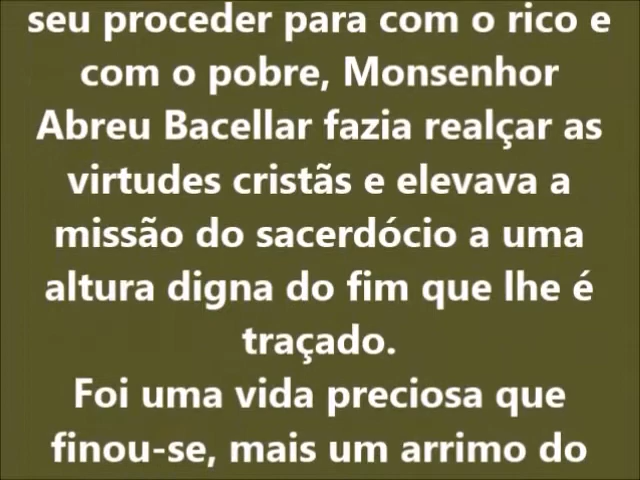 seu proceder para com o rico e
com o pobre, Monsenhor
Abreu Bacellar fazia realçar as
virtudes cristãs e elevava a
missão do sacerdócio a uma
altura digna do fim que lhe é
traçado.
Foi uma vida preciosa que
finou-se, mais um arrimo do